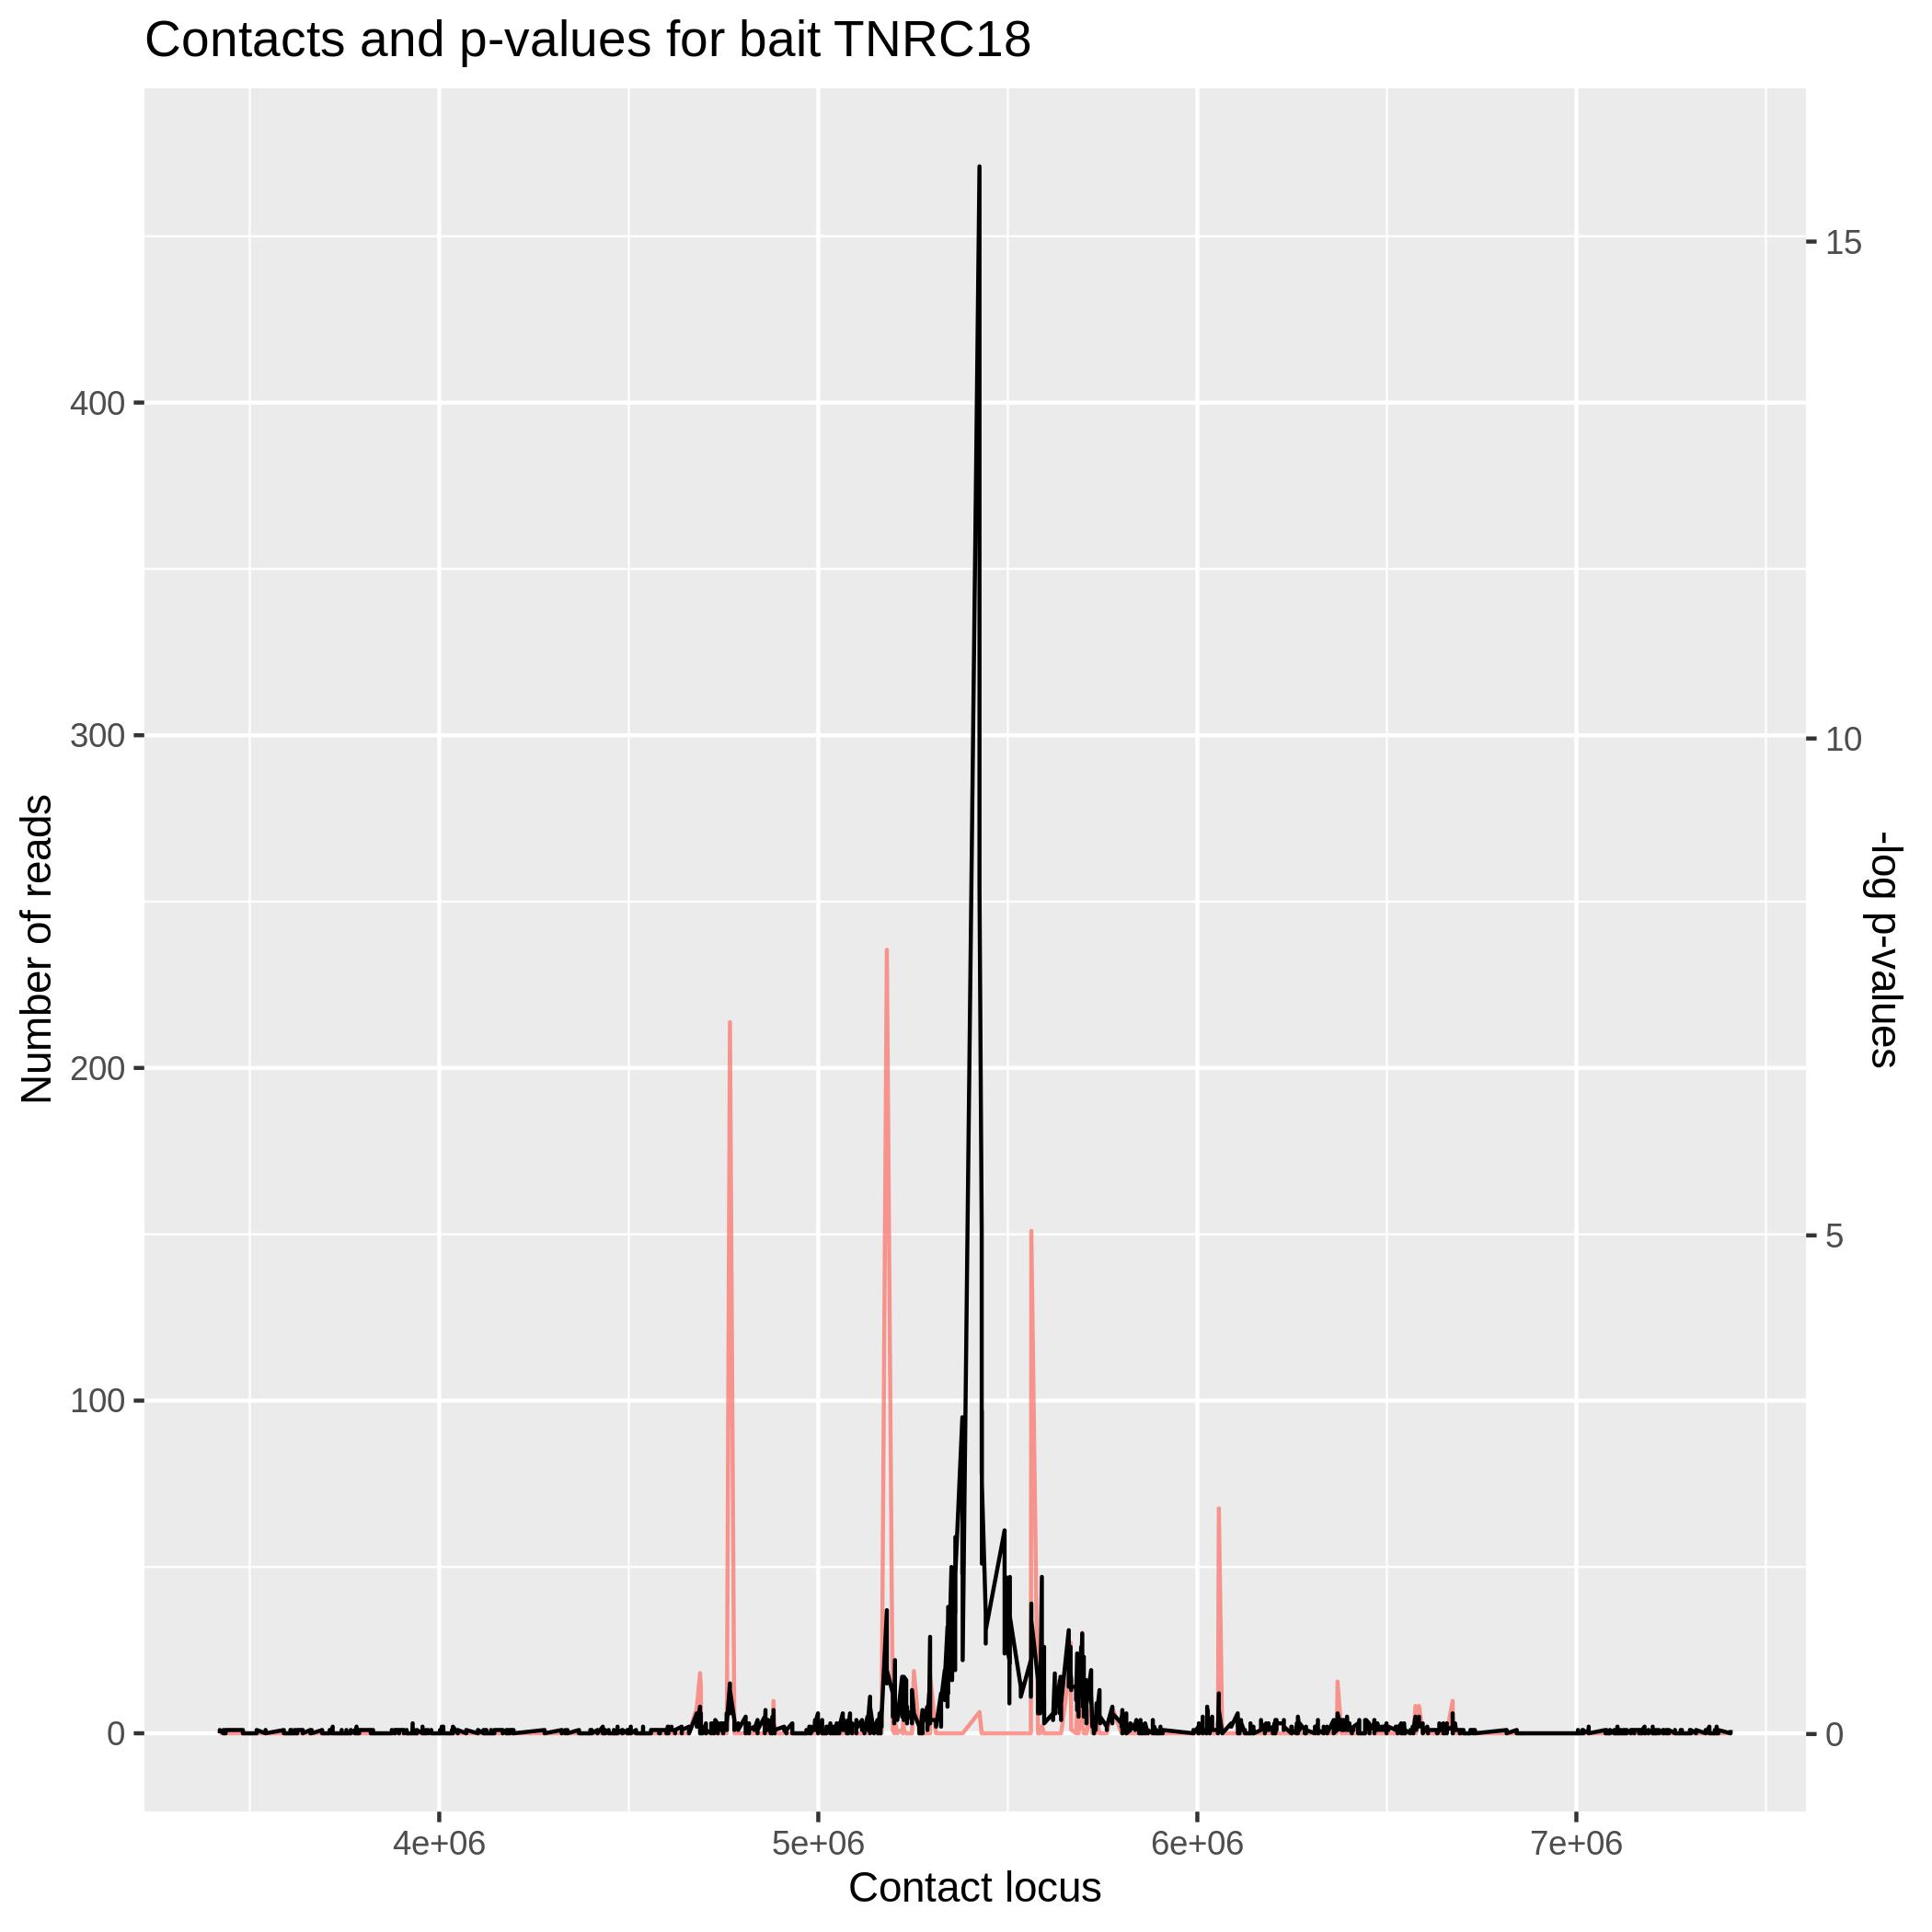 Contacts and p-values for bait TNRC18
Number of reads
400
300
200
100
0
15
10
5
0
-log p-values
4e+06 5e+06 6e+06 7e+06
Contact locus